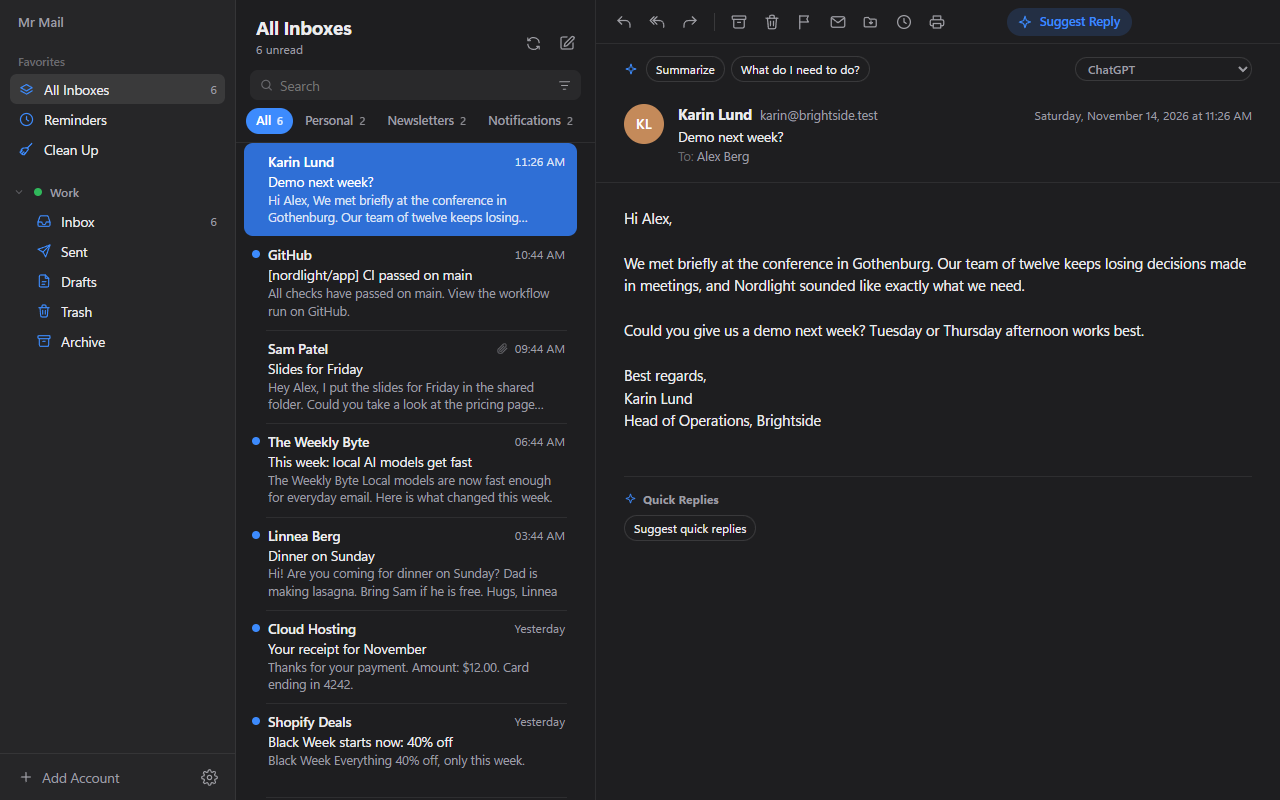 Mr Mail
Favorites
All Inboxes 6
Reminders
Clean Up
Work
Inbox 6
Sent
Drafts
Trash
Archive
Add Account
All Inboxes
6 unread
Search
All 6 Personal 2 Newsletters 2 Notifications 2
Karin Lund 11:26 AM
Demo next week?
Hi Alex, We met briefly at the conference in
Gothenburg. Our team of twelve keeps losing...
GitHub 10:44 AM
[nordlight/app] CI passed on main
All checks have passed on main. View the workflow
run on GitHub.
Sam Patel 09:44 AM
Slides for Friday
Hey Alex, I put the slides for Friday in the shared
folder. Could you take a look at the pricing page...
The Weekly Byte 06:44 AM
This week: local AI models get fast
The Weekly Byte Local models are now fast enough
for everyday email. Here is what changed this week.
Linnea Berg 03:44 AM
Dinner on Sunday
Hi! Are you coming for dinner on Sunday? Dad is
making lasagna. Bring Sam if he is free. Hugs, Linnea
Cloud Hosting Yesterday
Your receipt for November
Thanks for your payment. Amount: $12.00. Card
ending in 4242.
Shopify Deals Yesterday
Black Week starts now: 40% off
Black Week Everything 40% off, only this week.
Suggest Reply
Summarize What do I need to do? ChatGPT
KL
Karin Lund karin@brightside.test Saturday, November 14, 2026 at 11:26 AM
Demo next week?
To: Alex Berg
Hi Alex,
We met briefly at the conference in Gothenburg. Our team of twelve keeps losing decisions made
in meetings, and Nordlight sounded like exactly what we need.
Could you give us a demo next week? Tuesday or Thursday afternoon works best.
Best regards,
Karin Lund
Head of Operations, Brightside
Quick Replies
Suggest quick replies